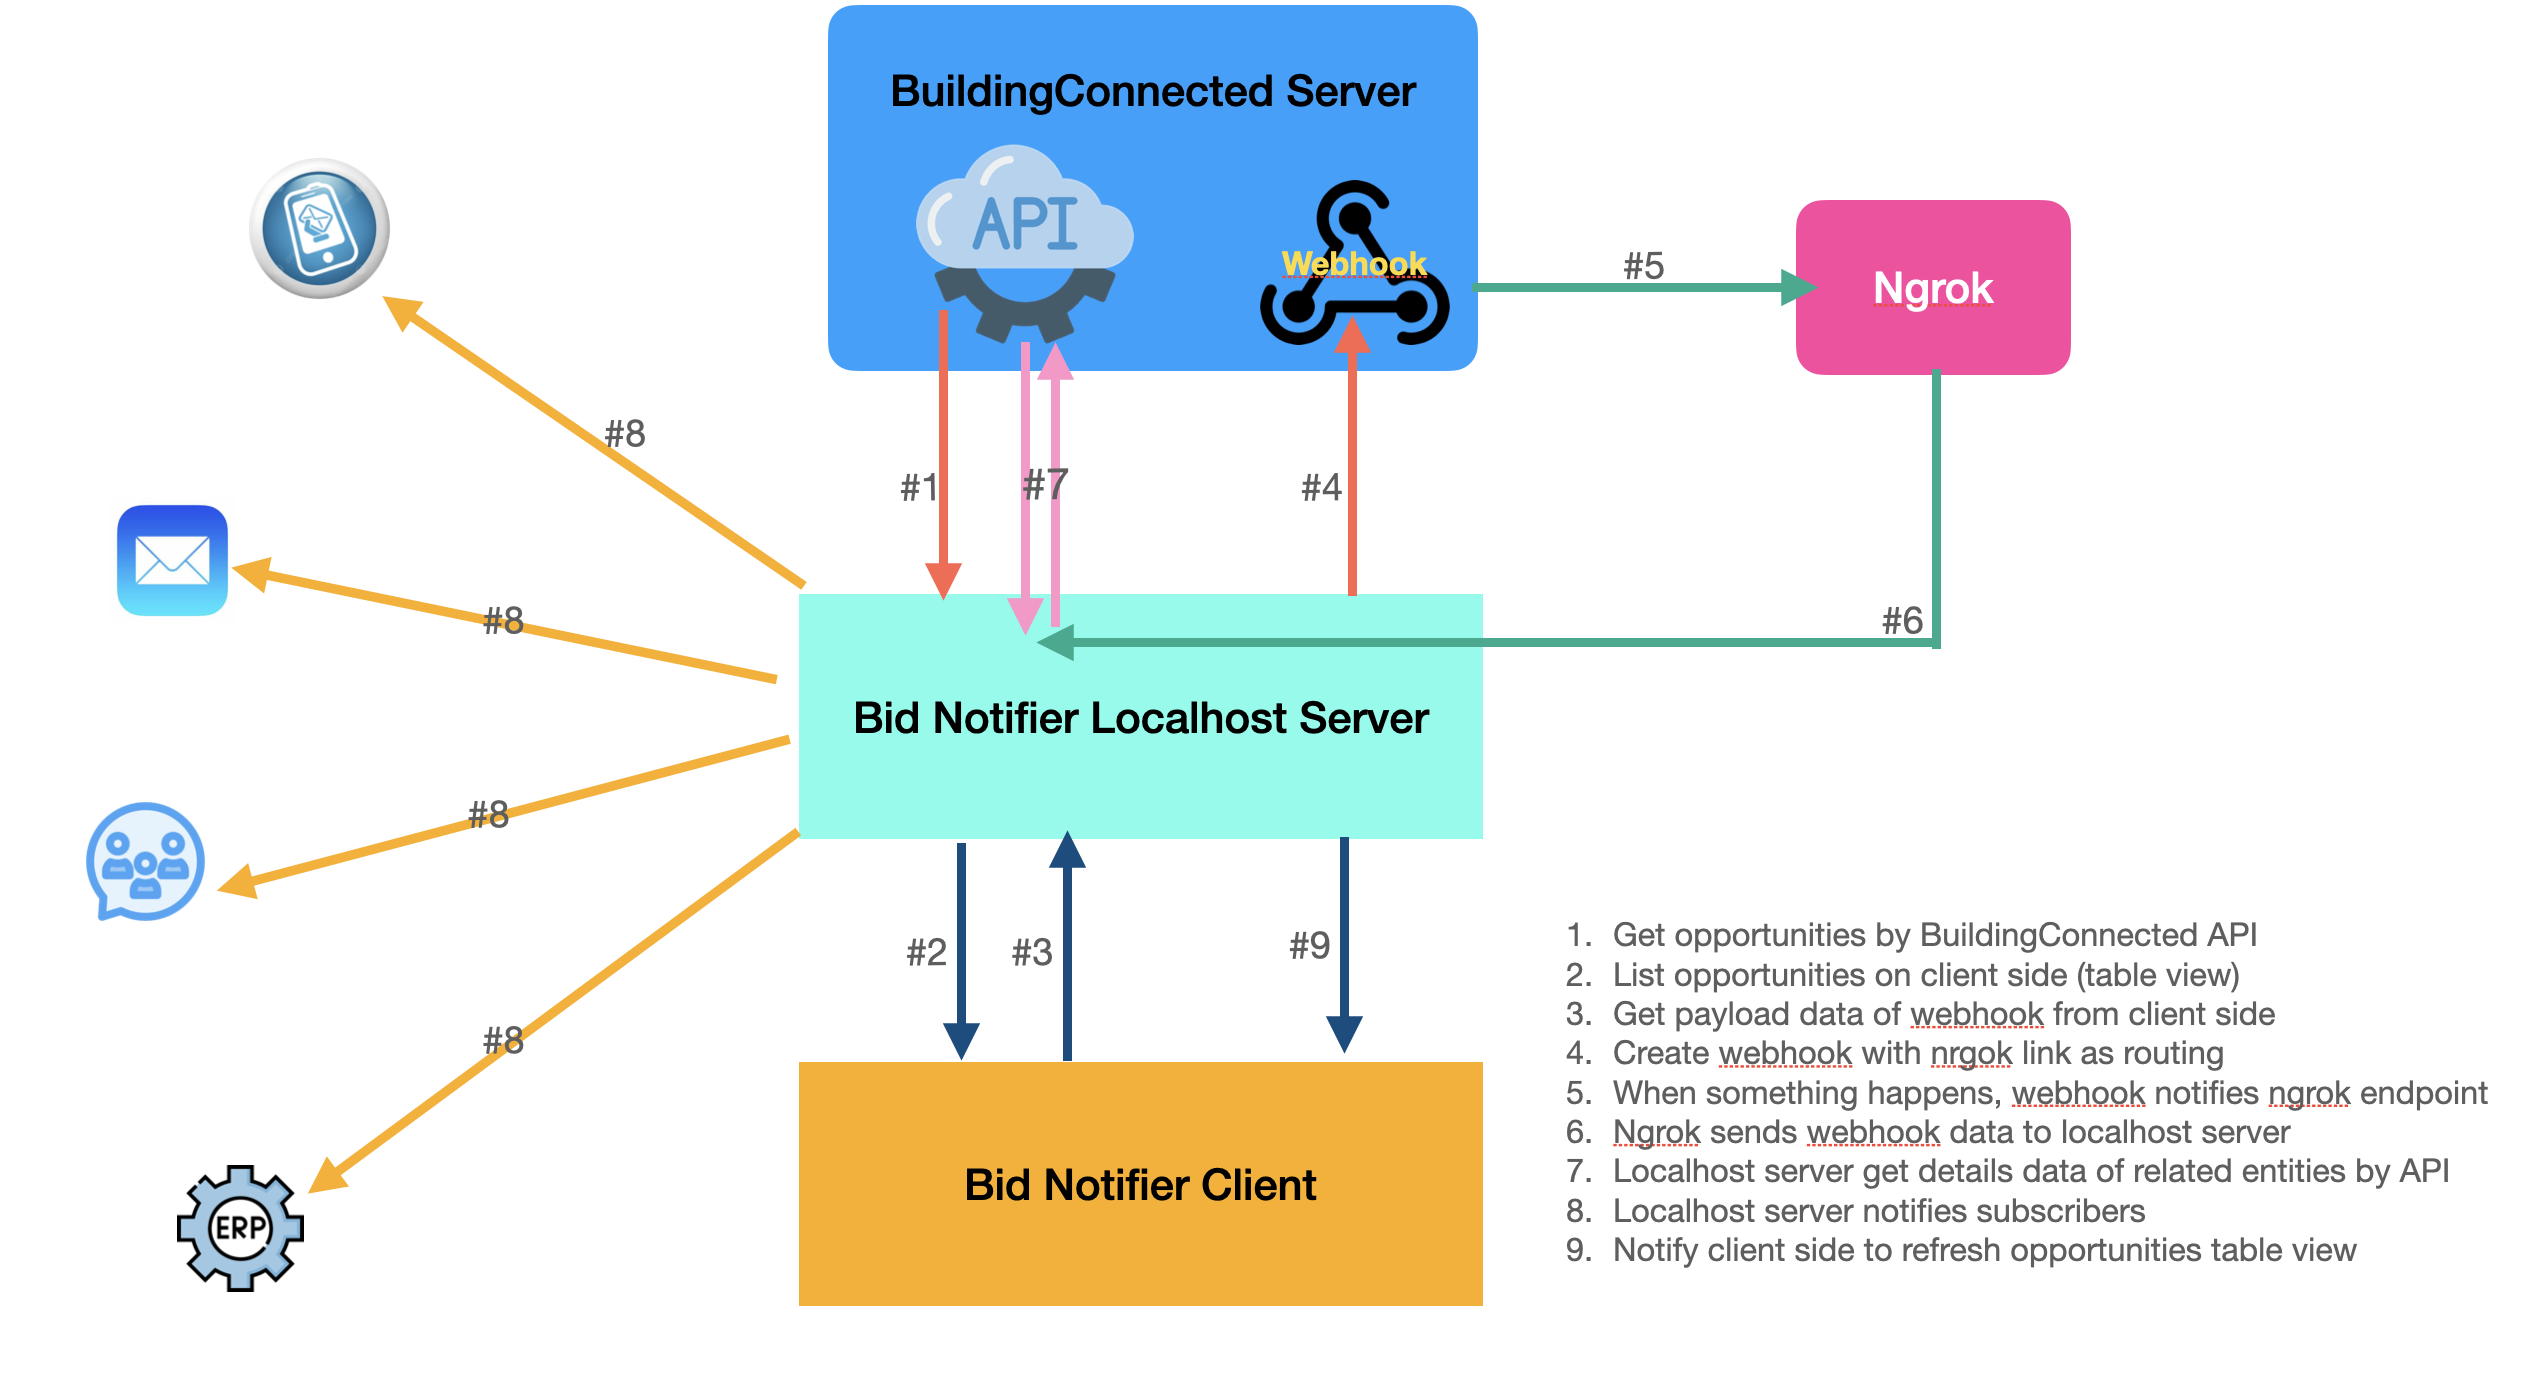 BuildingConnected Server
API
Webhook
#5
Ngrok
#8
#1
#7
#4
#8
#6
Bid Notifier Localhost Server
#8
#2
#3
#9
#8
ERP
Bid Notifier Client
1. Get opportunities by BuildingConnected API
2. List opportunities on client side (table view)
3. Get payload data of webhook from client side
4. Create webhook with nrgok link as routing
5. When something happens, webhook notifies ngrok endpoint
6. Ngrok sends webhook data to localhost server
7. Localhost server get details data of related entities by API
8. Localhost server notifies subscribers
9. Notify client side to refresh opportunities table view